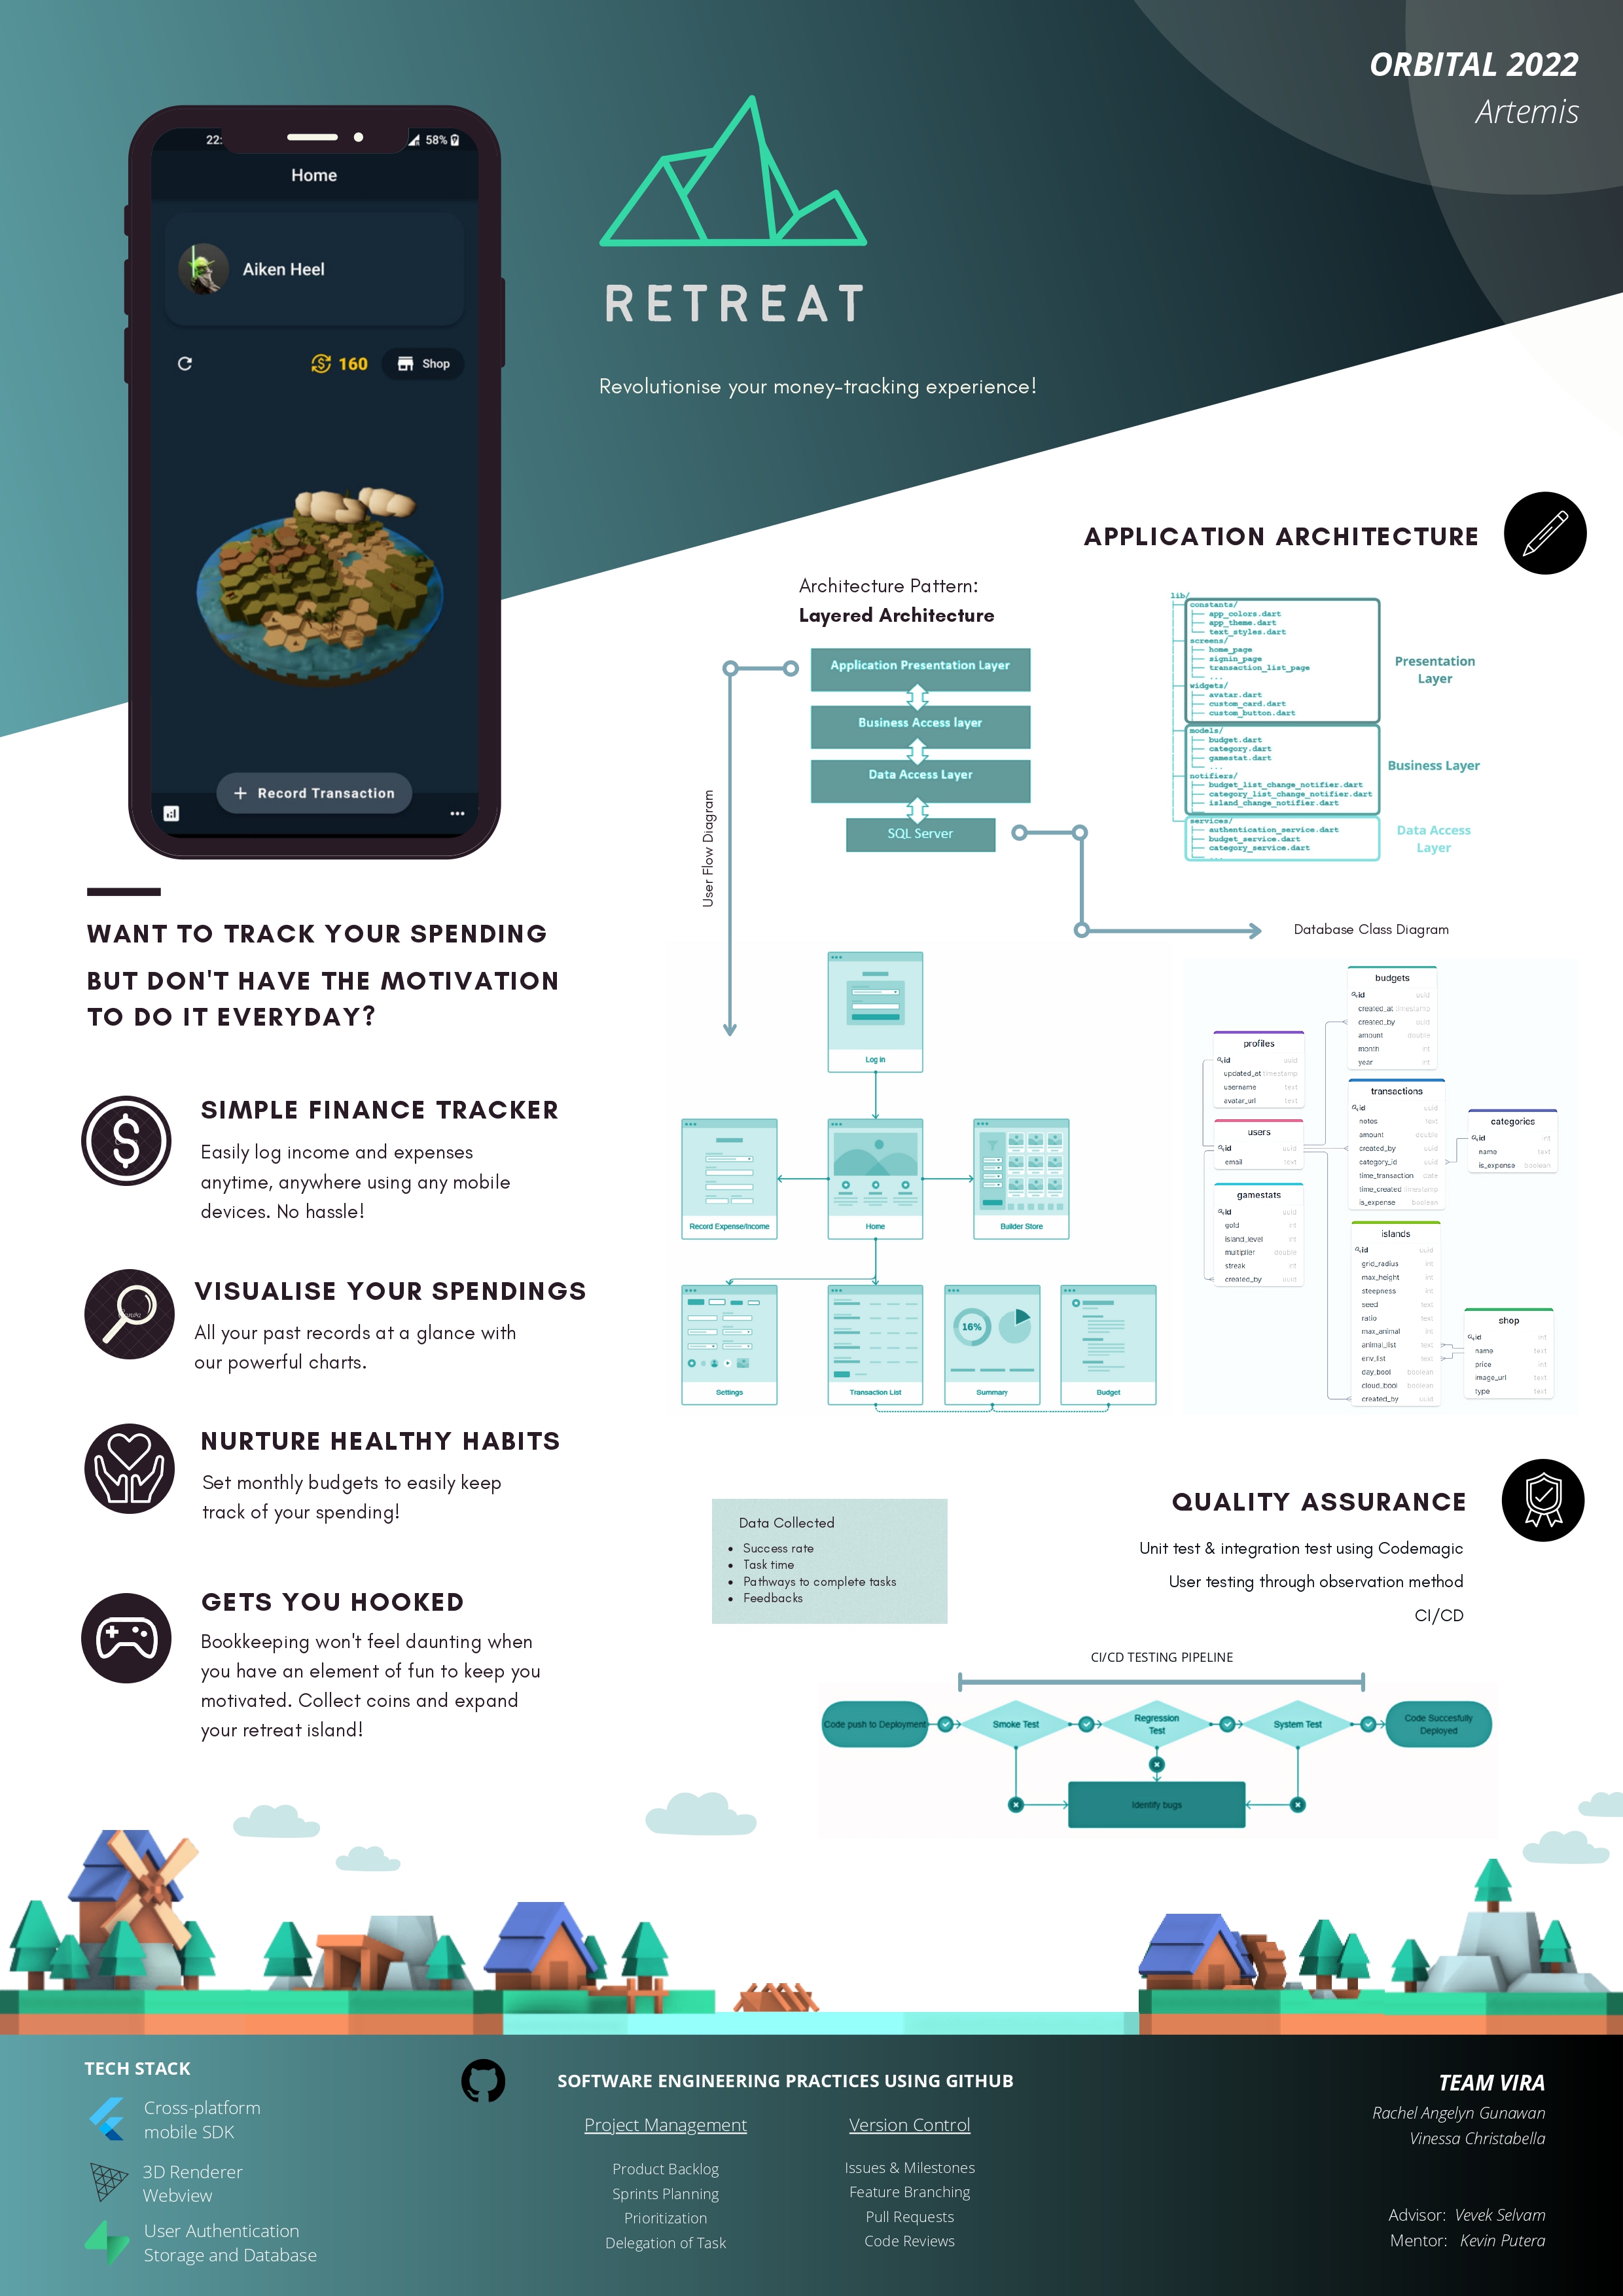 ORBITAL 2022
Artemis
22:
58%
Home
Aiken Heel
160
Shop
+ Record Transaction
RETREAT
Revolutionise your money-tracking experience!
WANT TO TRACK YOUR SPENDING
BUT DON'T HAVE THE MOTIVATION
TO DO IT EVERYDAY?
SIMPLE FINANCE TRACKER
Easily log income and expenses
anytime, anywhere using any mobile
devices. No hassle!
VISUALISE YOUR SPENDINGS
All your past records at a glance with
our powerful charts.
NURTURE HEALTHY HABITS
Set monthly budgets to easily keep
track of your spending!
GETS YOU HOOKED
Bookkeeping won't feel daunting when
you have an element of fun to keep you
motivated. Collect coins and expand
your retreat island!
APPLICATION ARCHITECTURE
Architecture Pattern:
Layered Architecture
Application Presentation Layer
Business Access layer
Data Access Layer
SQL Server
User Flow Diagram
lib/
constants/
app_colors.dart
app_theme.dart
text_styles.dart
screens/
home_page
signin_page
transaction_list_page
...
widgets/
avatar.dart
custom_card.dart
custom_button.dart
models/
budget.dart
category.dart
gamestat.dart
...
notifiers/
budget_list_change_notifier.dart
category_list_change_notifier.dart
island_change_notifier.dart
services/
authentication_service.dart
budget_service.dart
category_service.dart
...
Presentation
Layer
Business Layer
Data Access
Layer
Database Class Diagram
Log in
Record Expense/Income
Home
Builder Store
Settings
Transaction List
16%
Summary
Budget
budgets
id uuid
created_at timestamp
created_by uuid
amount double
month int
year int
profiles
id uuid
updated_at timestamp
username text
avatar_url text
users
id uuid
email text
gamestats
id uuid
gold int
island_level int
multiplier double
streak int
created_by uuid
transactions
id uuid
notes text
amount double
created_by uuid
category_id uuid
time_transaction date
time_created timestamp
is_expense boolean
categories
id int
name text
is_expense boolean
islands
id uuid
grid_radius int
max_height int
steepness int
seed text
ratio text
max_animal int
animal_list text
env_list text
day_bool boolean
cloud_bool boolean
created_by uuid
shop
id int
name text
price int
image_url text
type text
QUALITY ASSURANCE
Unit test & integration test using Codemagic
User testing through observation method
CI/CD
Data Collected
• Success rate
• Task time
• Pathways to complete tasks
• Feedbacks
CI/CD TESTING PIPELINE
Code push to Deployment
Smoke Test
Regression
Test
System Test
Code Succesfully
Deployed
Identify bugs
TECH STACK
Cross-platform
mobile SDK
3D Renderer
Webview
User Authentication
Storage and Database
SOFTWARE ENGINEERING PRACTICES USING GITHUB
Project Management
Product Backlog
Sprints Planning
Prioritization
Delegation of Task
Version Control
Issues & Milestones
Feature Branching
Pull Requests
Code Reviews
TEAM VIRA
Rachel Angelyn Gunawan
Vinessa Christabella
Advisor: Vevek Selvam
Mentor: Kevin Putera